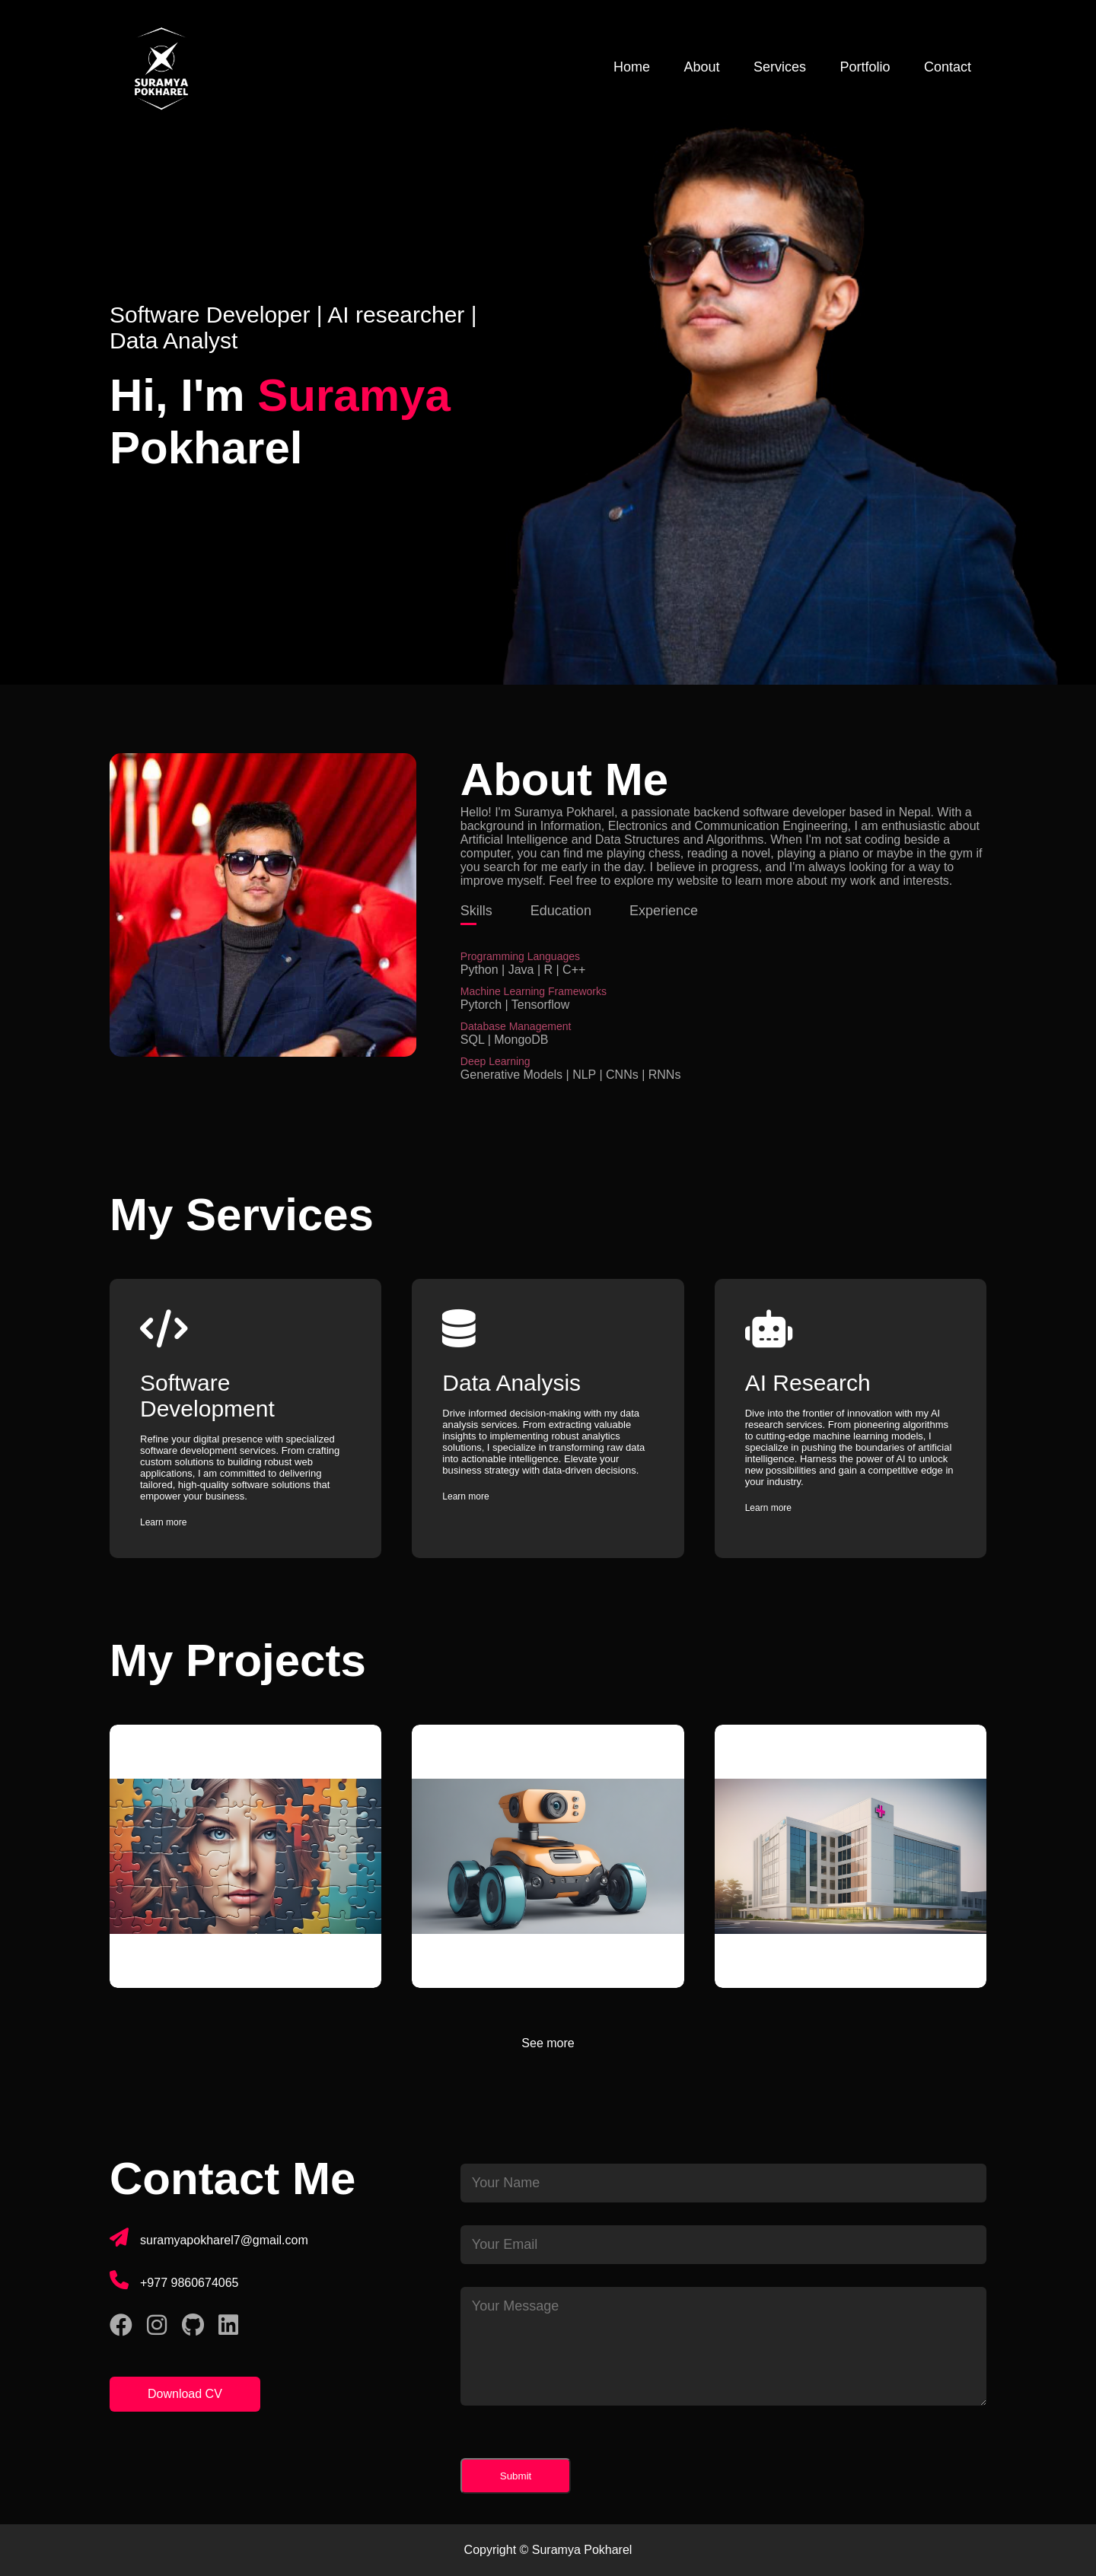 SURAMYA
POKHAREL
Home About Services Portfolio Contact
Software Developer | AI researcher |
Data Analyst
Hi, I'm Suramya
Pokharel
About Me
Hello! I'm Suramya Pokharel, a passionate backend software developer based in Nepal. With a
background in Information, Electronics and Communication Engineering, I am enthusiastic about
Artificial Intelligence and Data Structures and Algorithms. When I'm not sat coding beside a
computer, you can find me playing chess, reading a novel, playing a piano or maybe in the gym if
you search for me early in the day. I believe in progress, and I'm always looking for a way to
improve myself. Feel free to explore my website to learn more about my work and interests.
Skills Education Experience
Programming Languages
Python | Java | R | C++
Machine Learning Frameworks
Pytorch | Tensorflow
Database Management
SQL | MongoDB
Deep Learning
Generative Models | NLP | CNNs | RNNs
My Services
Software
Development
Refine your digital presence with specialized
software development services. From crafting
custom solutions to building robust web
applications, I am committed to delivering
tailored, high-quality software solutions that
empower your business.
Learn more
Data Analysis
Drive informed decision-making with my data
analysis services. From extracting valuable
insights to implementing robust analytics
solutions, I specialize in transforming raw data
into actionable intelligence. Elevate your
business strategy with data-driven decisions.
Learn more
AI Research
Dive into the frontier of innovation with my AI
research services. From pioneering algorithms
to cutting-edge machine learning models, I
specialize in pushing the boundaries of artificial
intelligence. Harness the power of AI to unlock
new possibilities and gain a competitive edge in
your industry.
Learn more
My Projects
See more
Contact Me
suramyapokharel7@gmail.com
+977 9860674065
Download CV
Your Name
Your Email
Your Message
Submit
Copyright © Suramya Pokharel